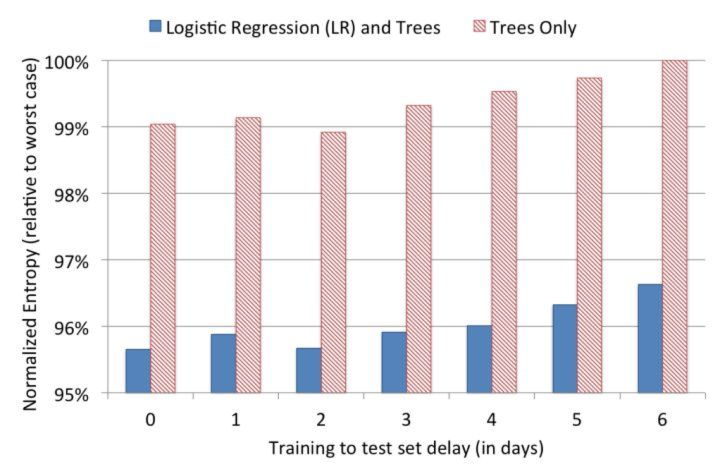 Logistic Regression (LR) and Trees
Trees Only
Normalized Entropy (relative to worst case)
100%
99%
98%
97%
96%
95%
0 1 2 3 4 5 6
Training to test set delay (in days)